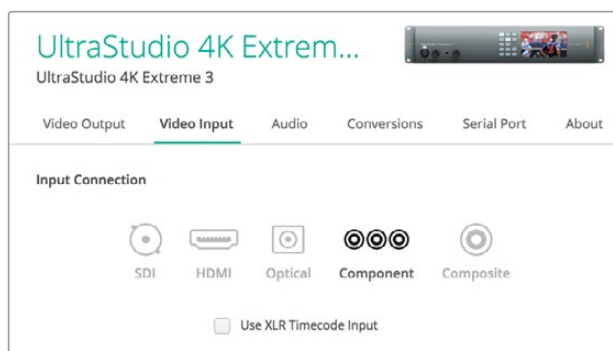 UltraStudio 4K Extrem...
UltraStudio 4K Extreme 3
Video Output Video Input Audio Conversions Serial Port About
Input Connection
SDI HDMI Optical Component Composite
Use XLR Timecode Input